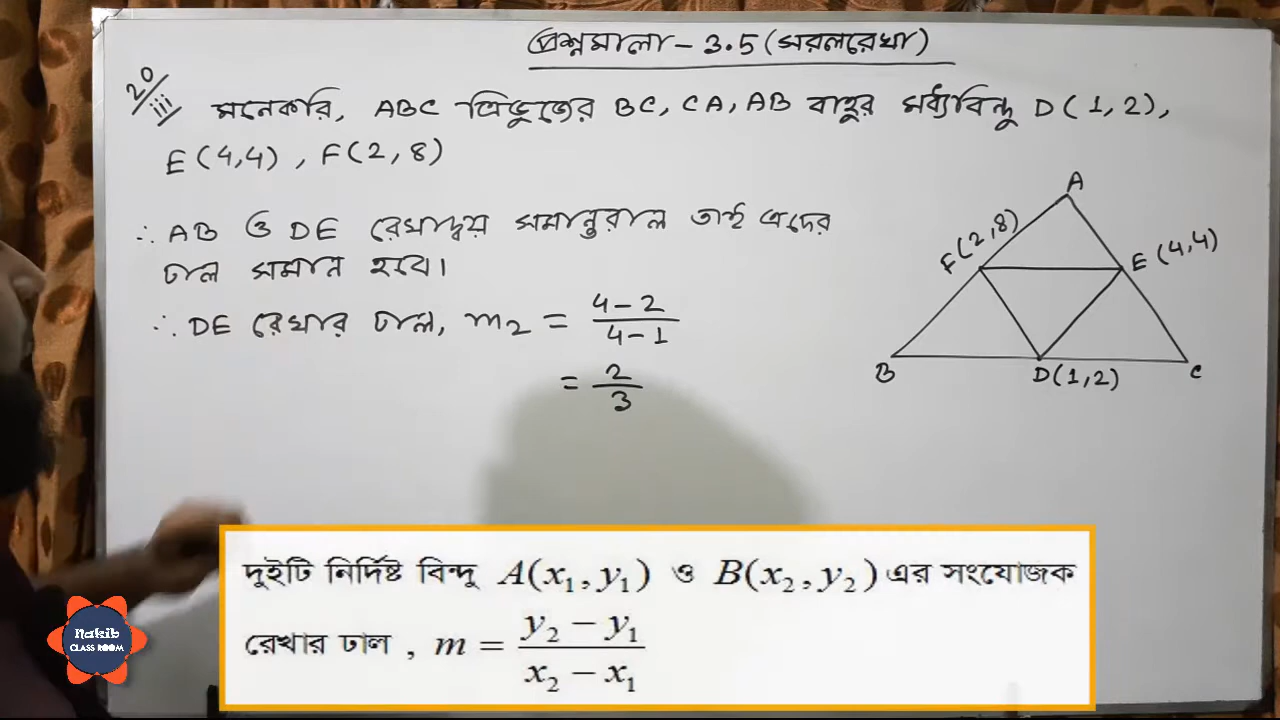 প্রশ্নমালা - 3.5 (সরলরেখা)
20/iii
মনেকরি, ABC ত্রিভুজের BC, CA, AB বাহুর মধ্যবিন্দু D(1,2),
E(4,4), F(2,8)
∴ AB ও DE রেখাদ্বয় সমান্তরাল তাই এদের
ঢাল সমান হবে।
∴ DE রেখার ঢাল, m₂ = (4-2)/(4-1)
= 2/3
A
F(2,8)
E(4,4)
B
D(1,2)
C
দুইটি নির্দিষ্ট বিন্দু A(x₁, y₁) ও B(x₂, y₂) এর সংযোজক
রেখার ঢাল , m = (y₂ − y₁)/(x₂ − x₁)
Nakib
CLASS ROOM